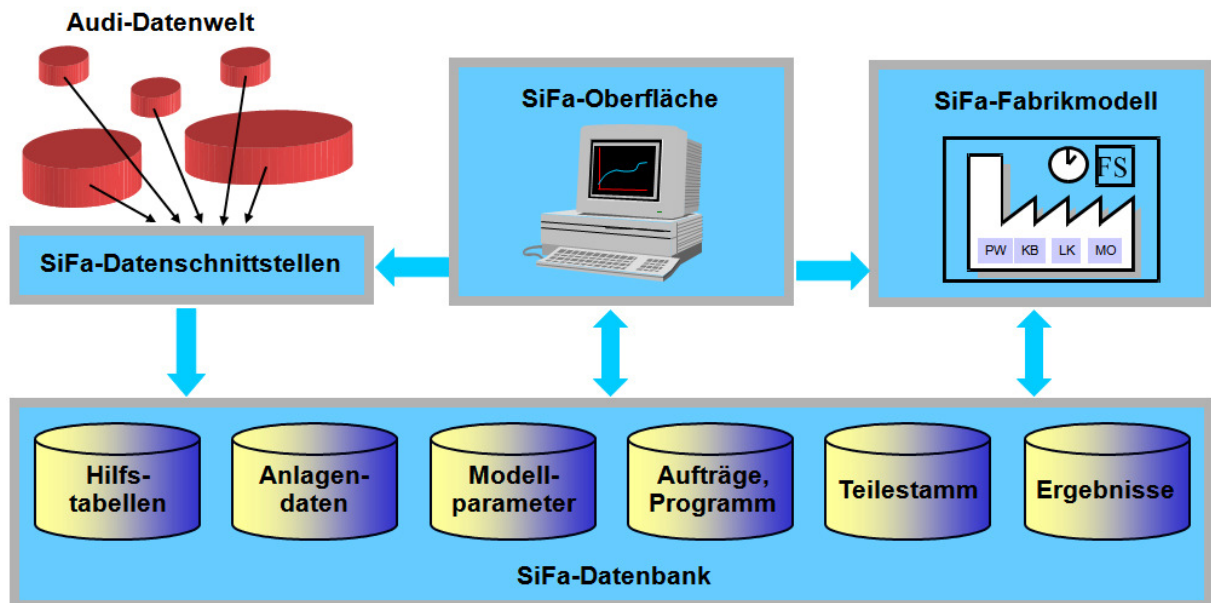 Audi-Datenwelt
SiFa-Oberfläche
SiFa-Fabrikmodell
FS
PW KB LK MO
SiFa-Datenschnittstellen
Hilfs-
tabellen
Anlagen-
daten
Modell-
parameter
Aufträge,
Programm
Teilestamm
Ergebnisse
SiFa-Datenbank